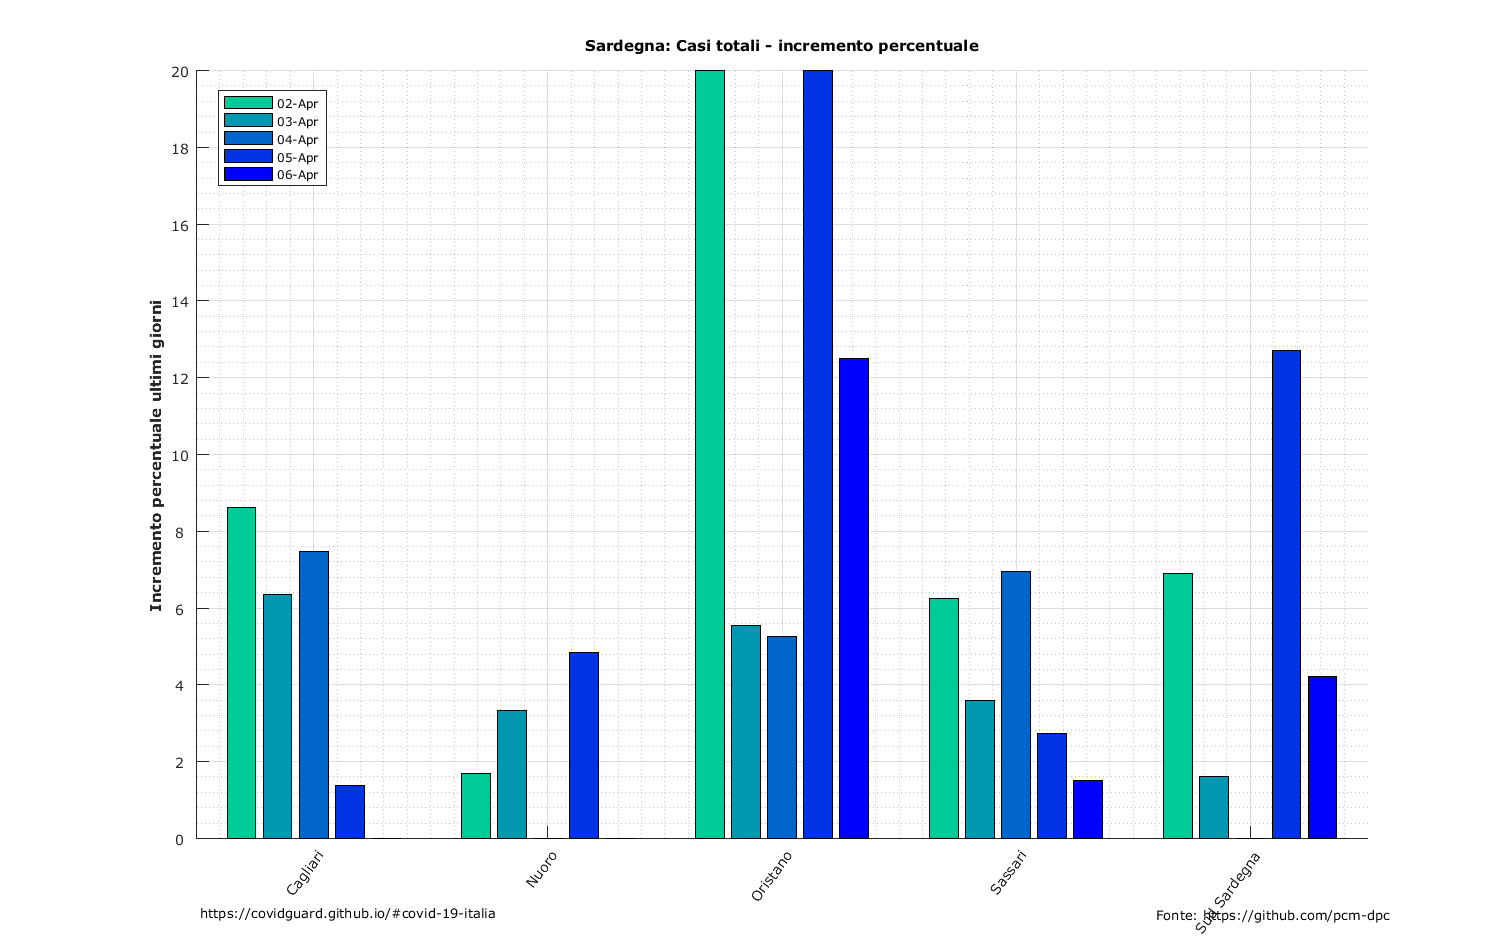 Sardegna: Casi totali - incremento percentuale
02-Apr
03-Apr
04-Apr
05-Apr
06-Apr
Incremento percentuale ultimi giorni
20
18
16
14
12
10
8
6
4
2
0
Cagliari
Nuoro
Oristano
Sassari
Sud Sardegna
https://covidguard.github.io/#covid-19-italia
Fonte: https://github.com/pcm-dpc